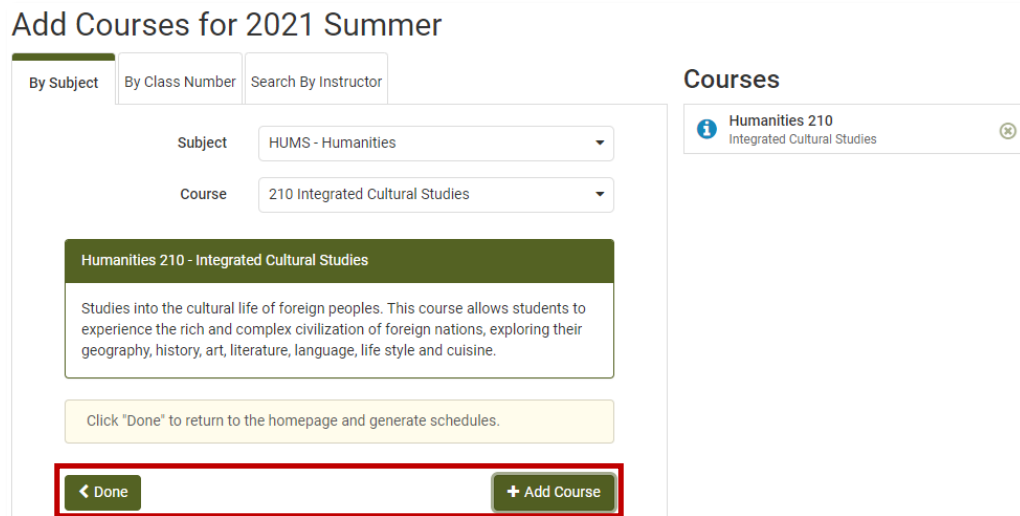 Add Courses for 2021 Summer
By Subject
By Class Number
Search By Instructor
Subject
HUMS - Humanities
Course
210 Integrated Cultural Studies
Humanities 210 - Integrated Cultural Studies
Studies into the cultural life of foreign peoples. This course allows students to
experience the rich and complex civilization of foreign nations, exploring their
geography, history, art, literature, language, life style and cuisine.
Click "Done" to return to the homepage and generate schedules.
Done
+ Add Course
Courses
Humanities 210
Integrated Cultural Studies